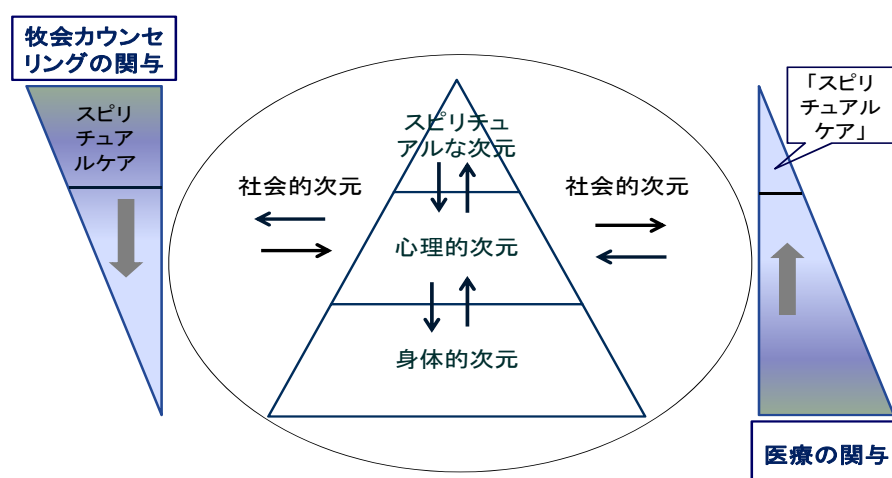 牧会カウンセ
リングの関与
スピリ
チュア
ルケア
スピリチュ
アルな次元
社会的次元
社会的次元
心理的次元
身体的次元
「スピリ
チュアル
ケア」
医療の関与